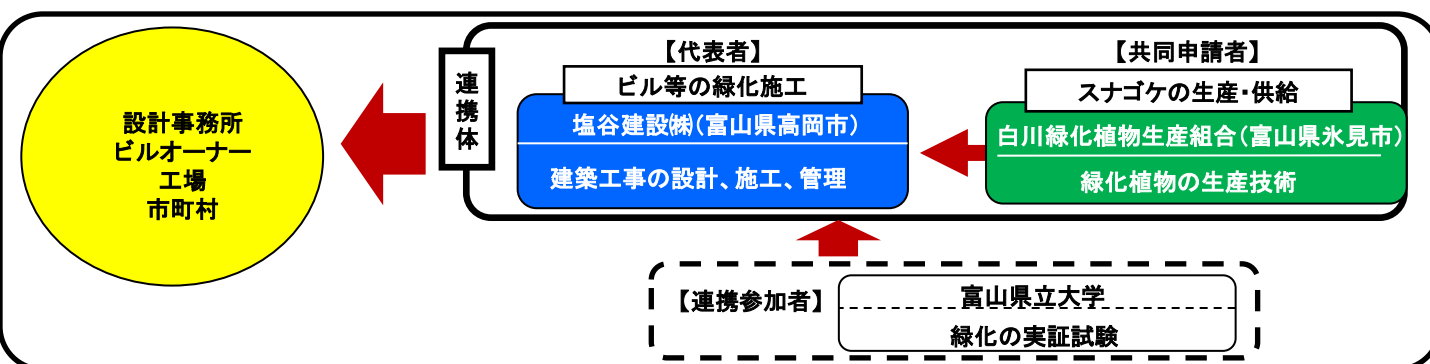 設計事務所
ビルオーナー
工場
市町村
連携体
【代表者】
ビル等の緑化施工
塩谷建設㈱(富山県高岡市)
建築工事の設計、施工、管理
【共同申請者】
スナゴケの生産・供給
白川緑化植物生産組合(富山県氷見市)
緑化植物の生産技術
【連携参加者】
富山県立大学
緑化の実証試験